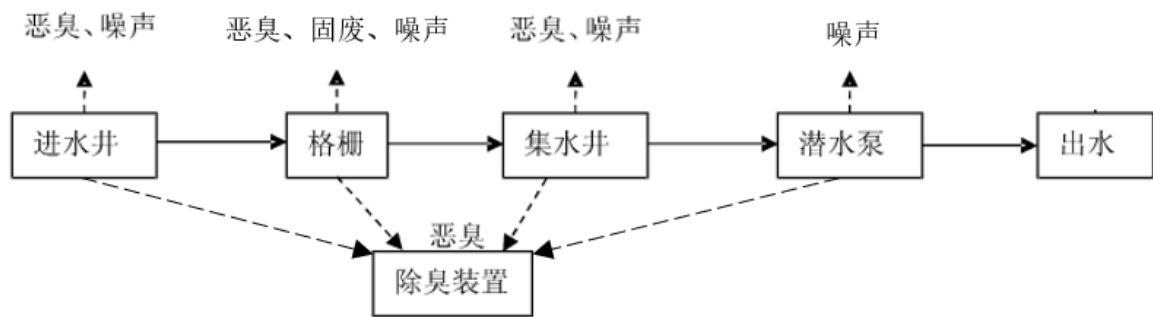 恶臭、噪声
恶臭、固废、噪声
恶臭、噪声
噪声
进水井
格栅
集水井
潜水泵
出水
恶臭
除臭装置